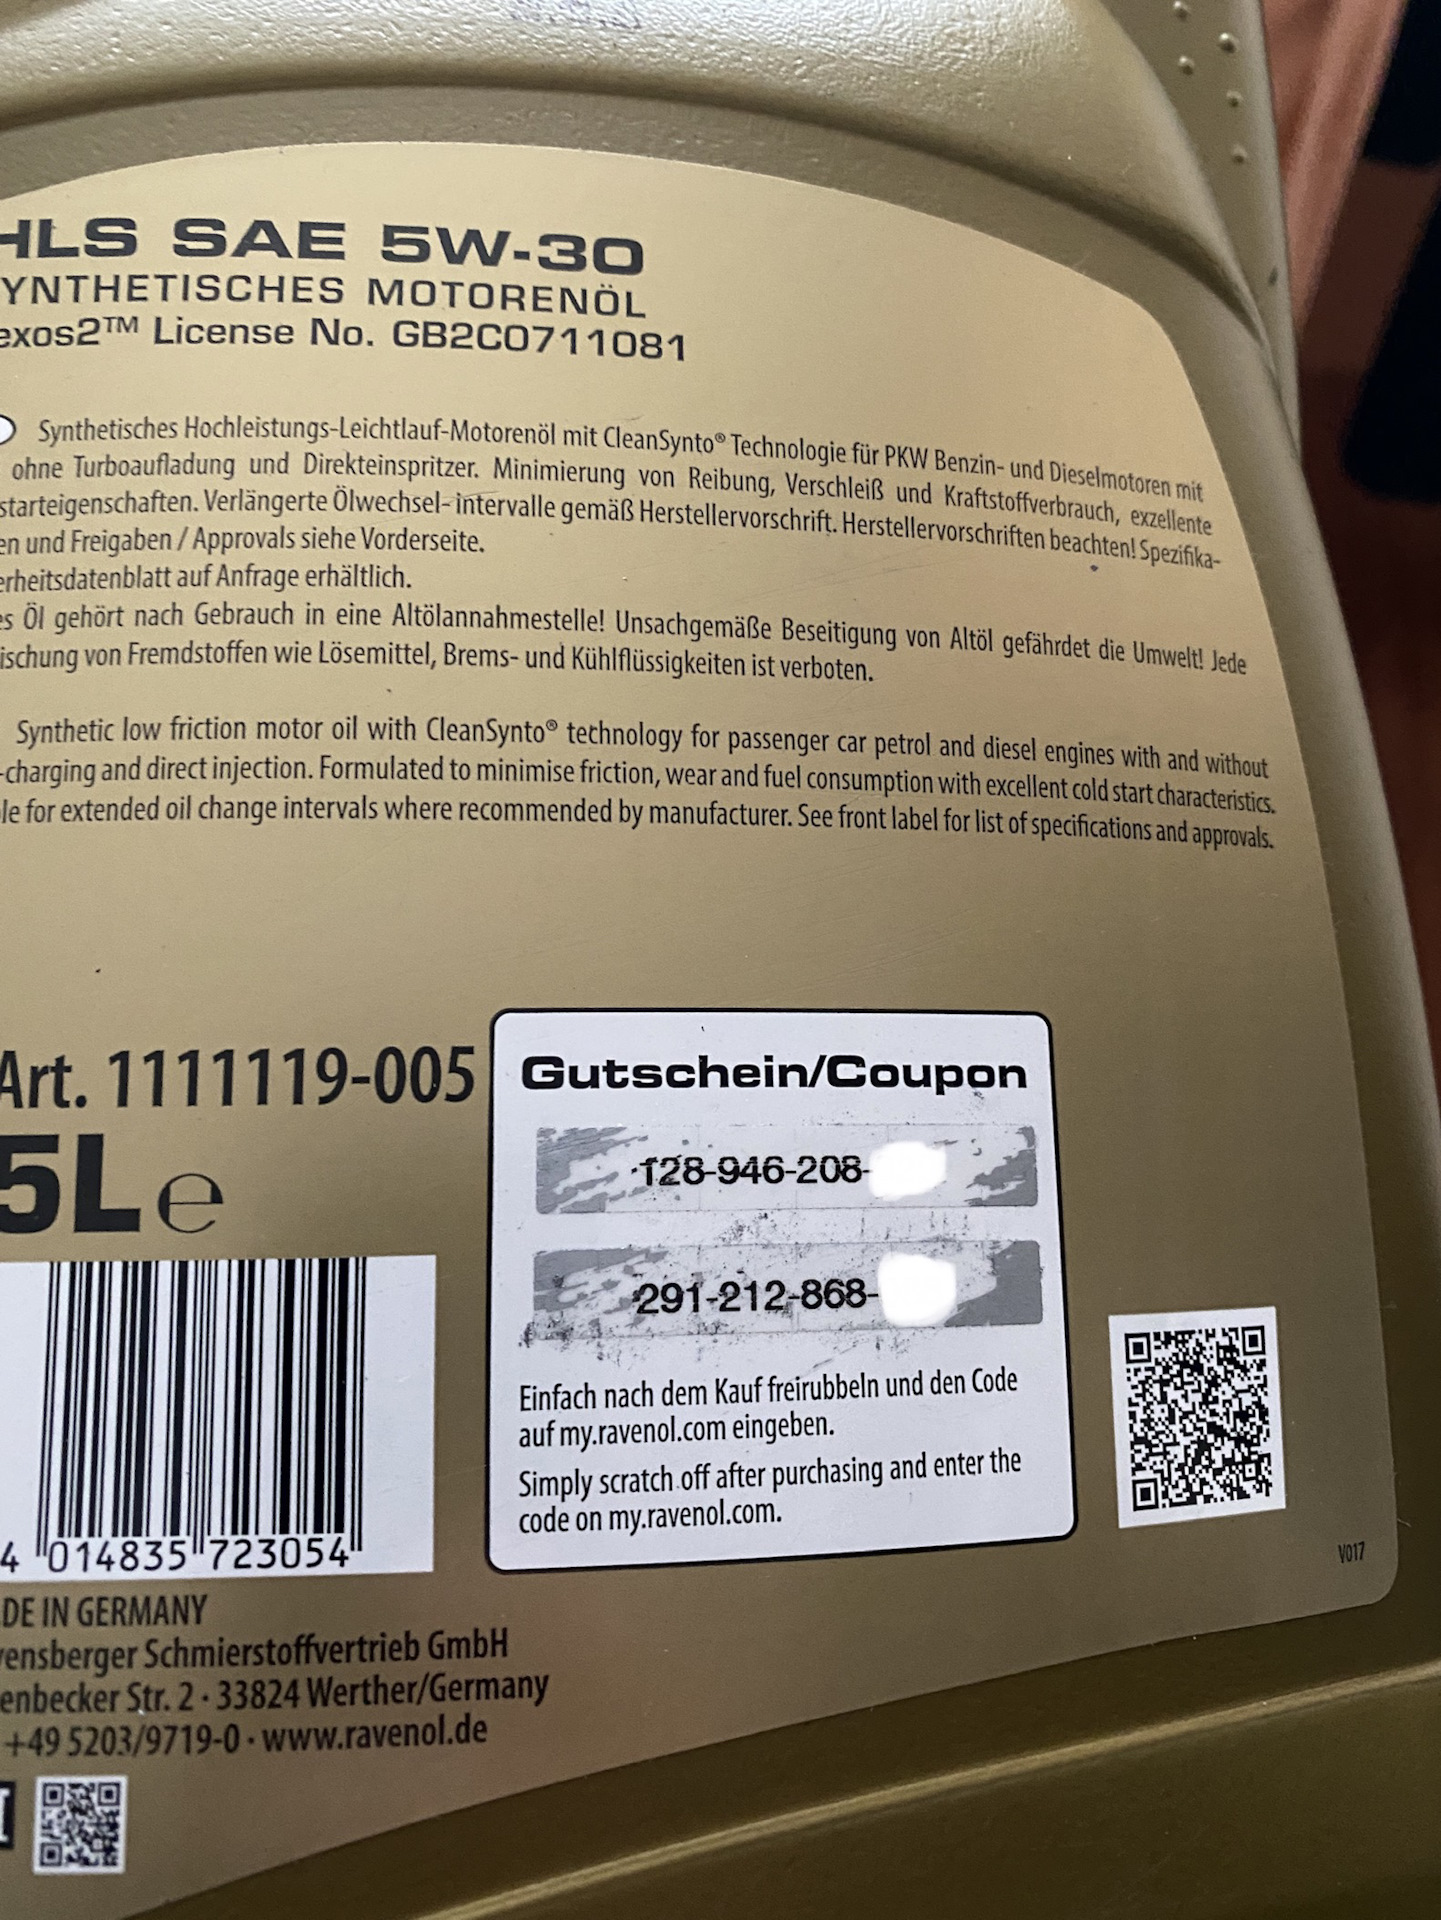 HLS SAE 5W-30
YNTHETISCHES MOTORENÖL
exos2™ License No. GB2C0711081
Synthetisches Hochleistungs-Leichtlauf-Motorenöl mit CleanSynto® Technologie für PKW Benzin- und Dieselmotoren mit
ohne Turboaufladung und Direkteinspritzer. Minimierung von Reibung, Verschleiß und Kraftstoffverbrauch, exzellente
starteigenschaften. Verlängerte Ölwechsel- intervalle gemäß Herstellervorschrift. Herstellervorschriften beachten! Spezifika-
en und Freigaben / Approvals siehe Vorderseite.
erheitsdatenblatt auf Anfrage erhältlich.
es Öl gehört nach Gebrauch in eine Altölannahmestelle! Unsachgemäße Beseitigung von Altöl gefährdet die Umwelt! Jede
ischung von Fremdstoffen wie Lösemittel, Brems- und Kühlflüssigkeiten ist verboten.
Synthetic low friction motor oil with CleanSynto® technology for passenger car petrol and diesel engines with and without
-charging and direct injection. Formulated to minimise friction, wear and fuel consumption with excellent cold start characteristics.
le for extended oil change intervals where recommended by manufacturer. See front label for list of specifications and approvals.
Art. 1111119-005
5L e
4 014835 723054
Gutschein/Coupon
128-946-208-
291-212-868-
Einfach nach dem Kauf freirubbeln und den Code
auf my.ravenol.com eingeben.
Simply scratch off after purchasing and enter the
code on my.ravenol.com.
V017
DE IN GERMANY
vensberger Schmierstoffvertrieb GmbH
enbecker Str. 2 · 33824 Werther/Germany
+49 5203/9719-0 · www.ravenol.de